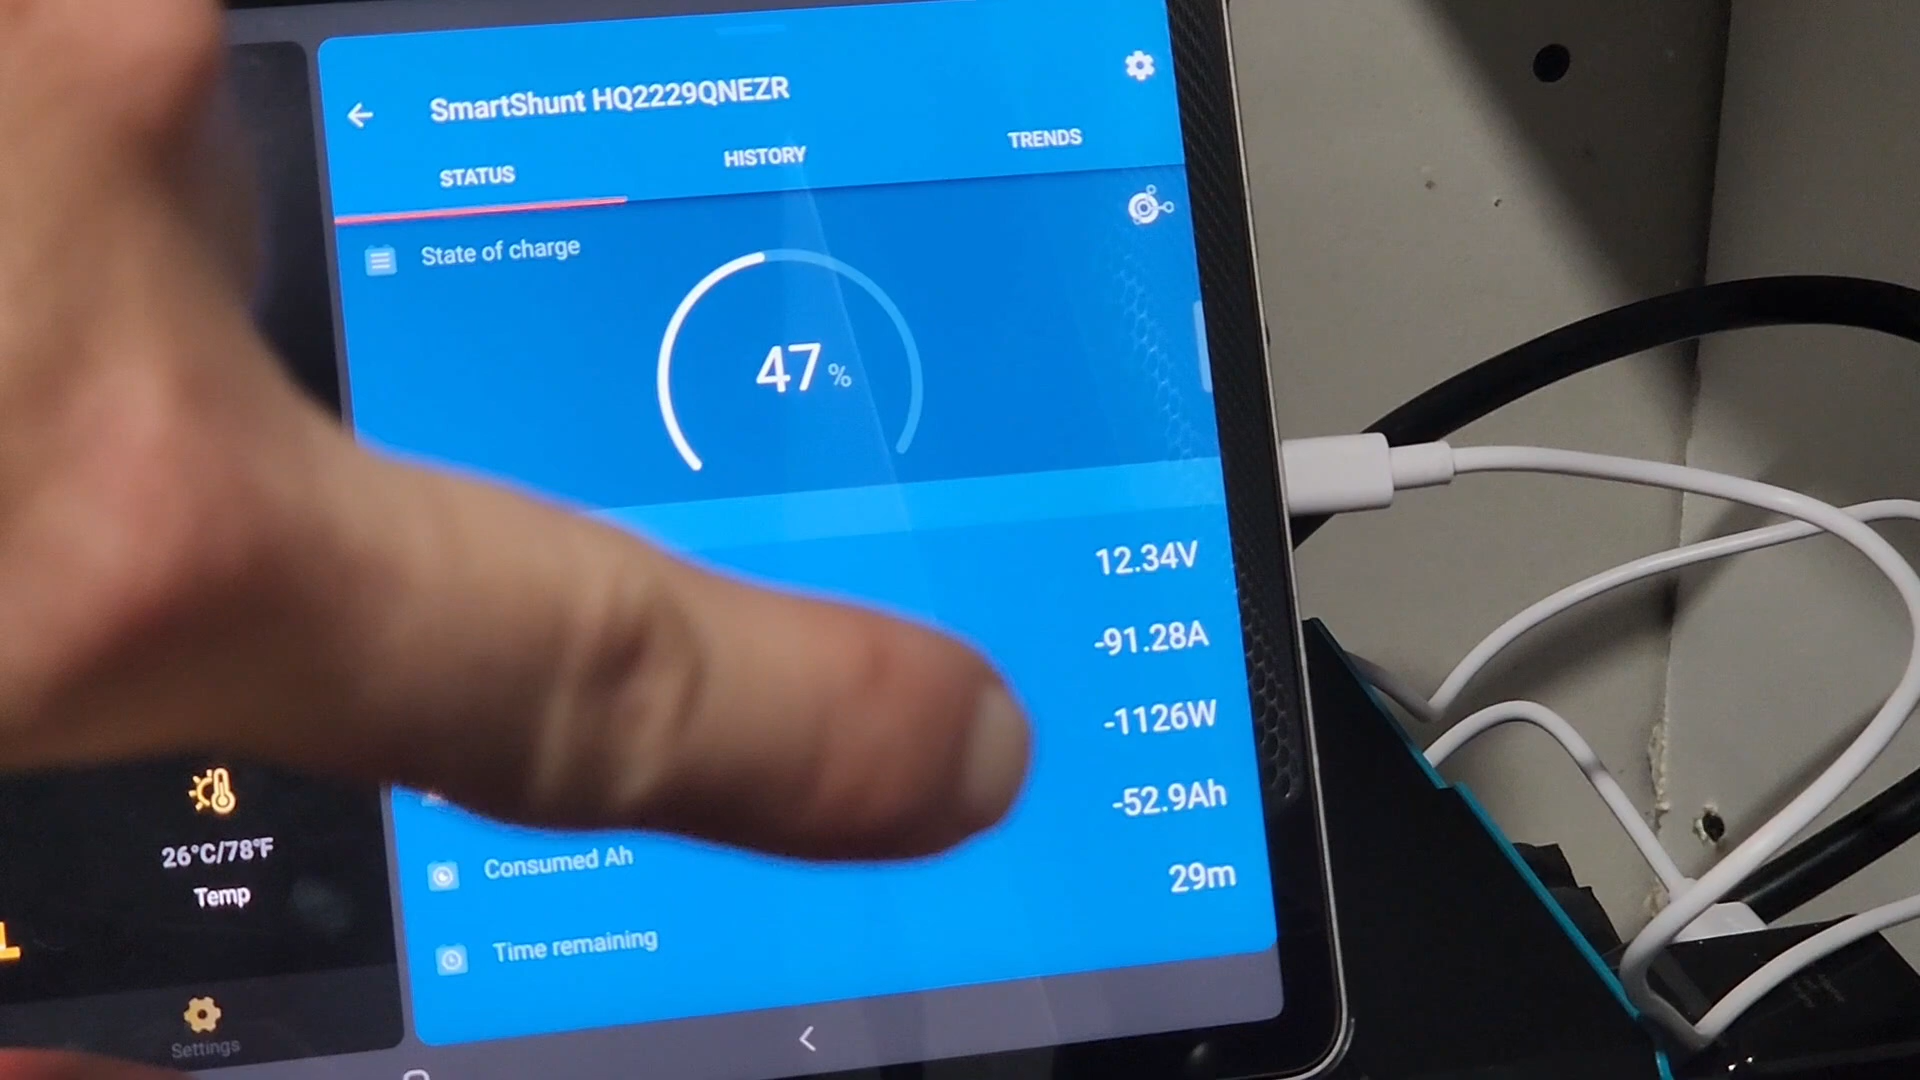 SmartShunt HQ2229QNEZR
STATUS
HISTORY
TRENDS
State of charge
47 %
12.34V
-91.28A
-1126W
-52.9Ah
Consumed Ah
29m
Time remaining
26°C/78°F
Temp
Settings